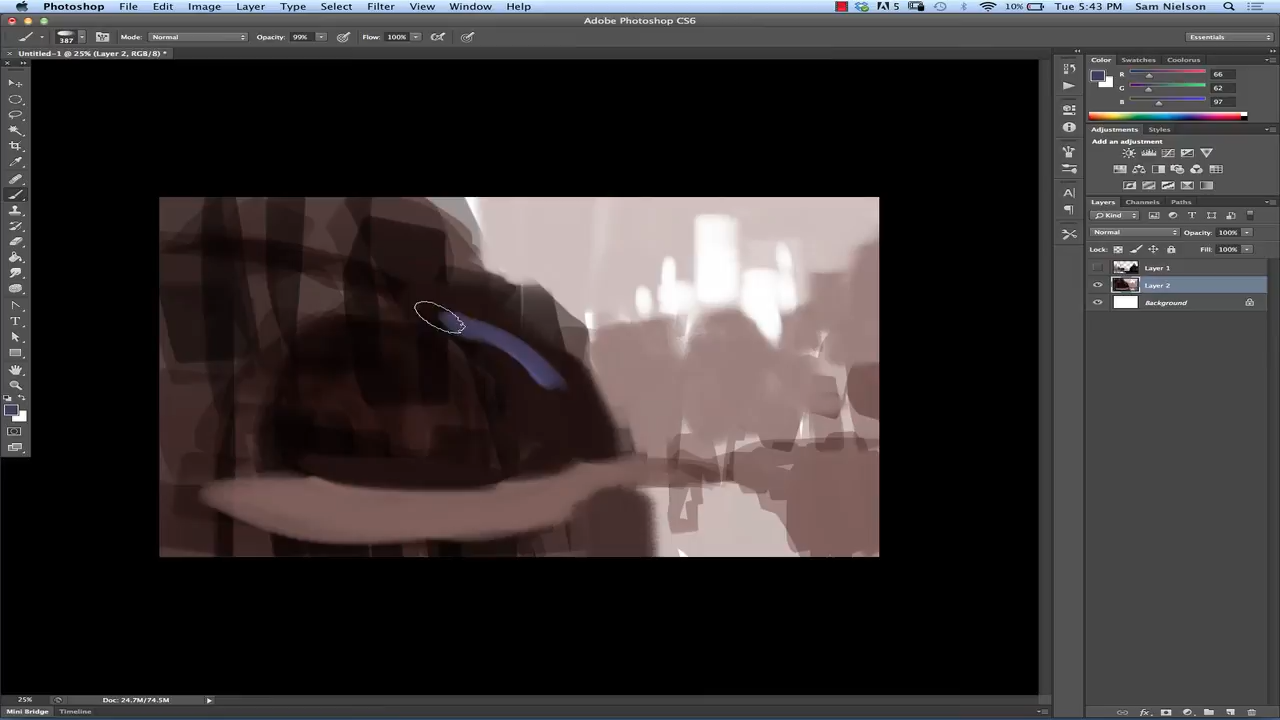 Photoshop File Edit Image Layer Type Select Filter View Window Help 5 10% Tue 5:43 PM Sam Nielson
Adobe Photoshop CS6
387 Mode: Normal Opacity: 99% Flow: 100% Essentials
Untitled-1 @ 25% (Layer 2, RGB/8) *
Color Swatches Coolorus
R 66
G 62
B 97
Adjustments Styles
Add an adjustment
Layers Channels Paths
Kind
Normal Opacity: 100%
Lock: Fill: 100%
Layer 1
Layer 2
Background
25% Doc: 24.7M/74.5M
Mini Bridge Timeline